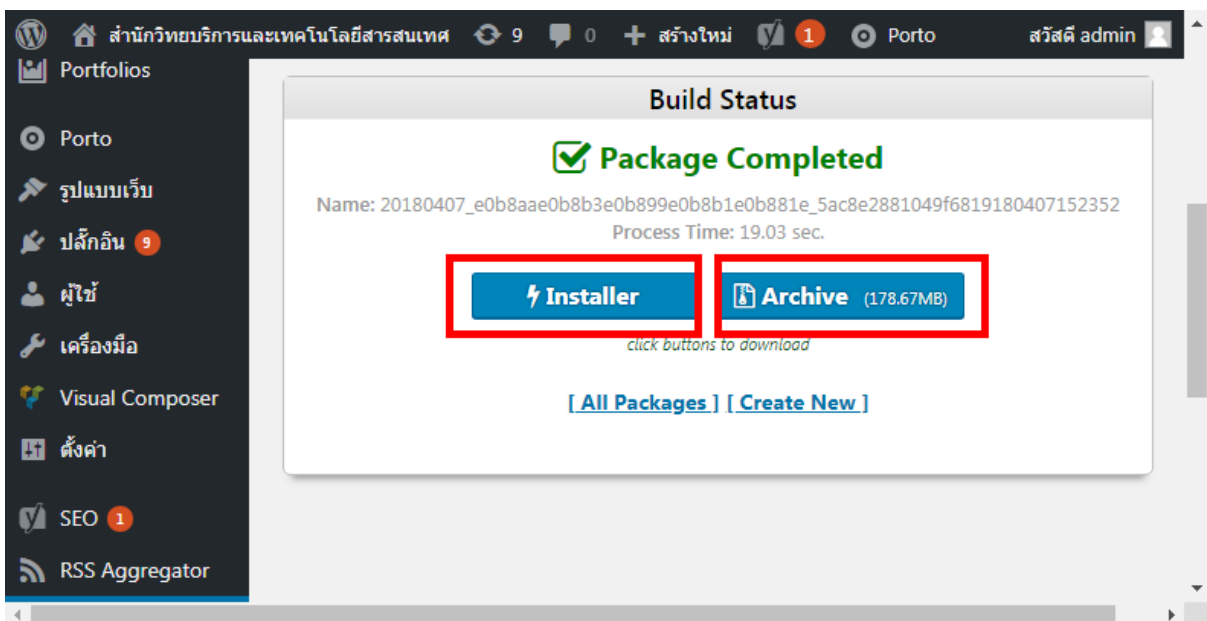 สำนักวิทยบริการและเทคโนโลยีสารสนเทศ 9 0 + สร้างใหม่ 1 Porto สวัสดี admin
Portfolios
Porto
รูปแบบเว็บ
ปลั๊กอิน 9
ผู้ใช้
เครื่องมือ
Visual Composer
ตั้งค่า
SEO 1
RSS Aggregator
Build Status
Package Completed
Name: 20180407_e0b8aae0b8b3e0b899e0b8b1e0b881e_5ac8e2881049f6819180407152352
Process Time: 19.03 sec.
Installer
Archive (178.67MB)
click buttons to download
[ All Packages ] [ Create New ]